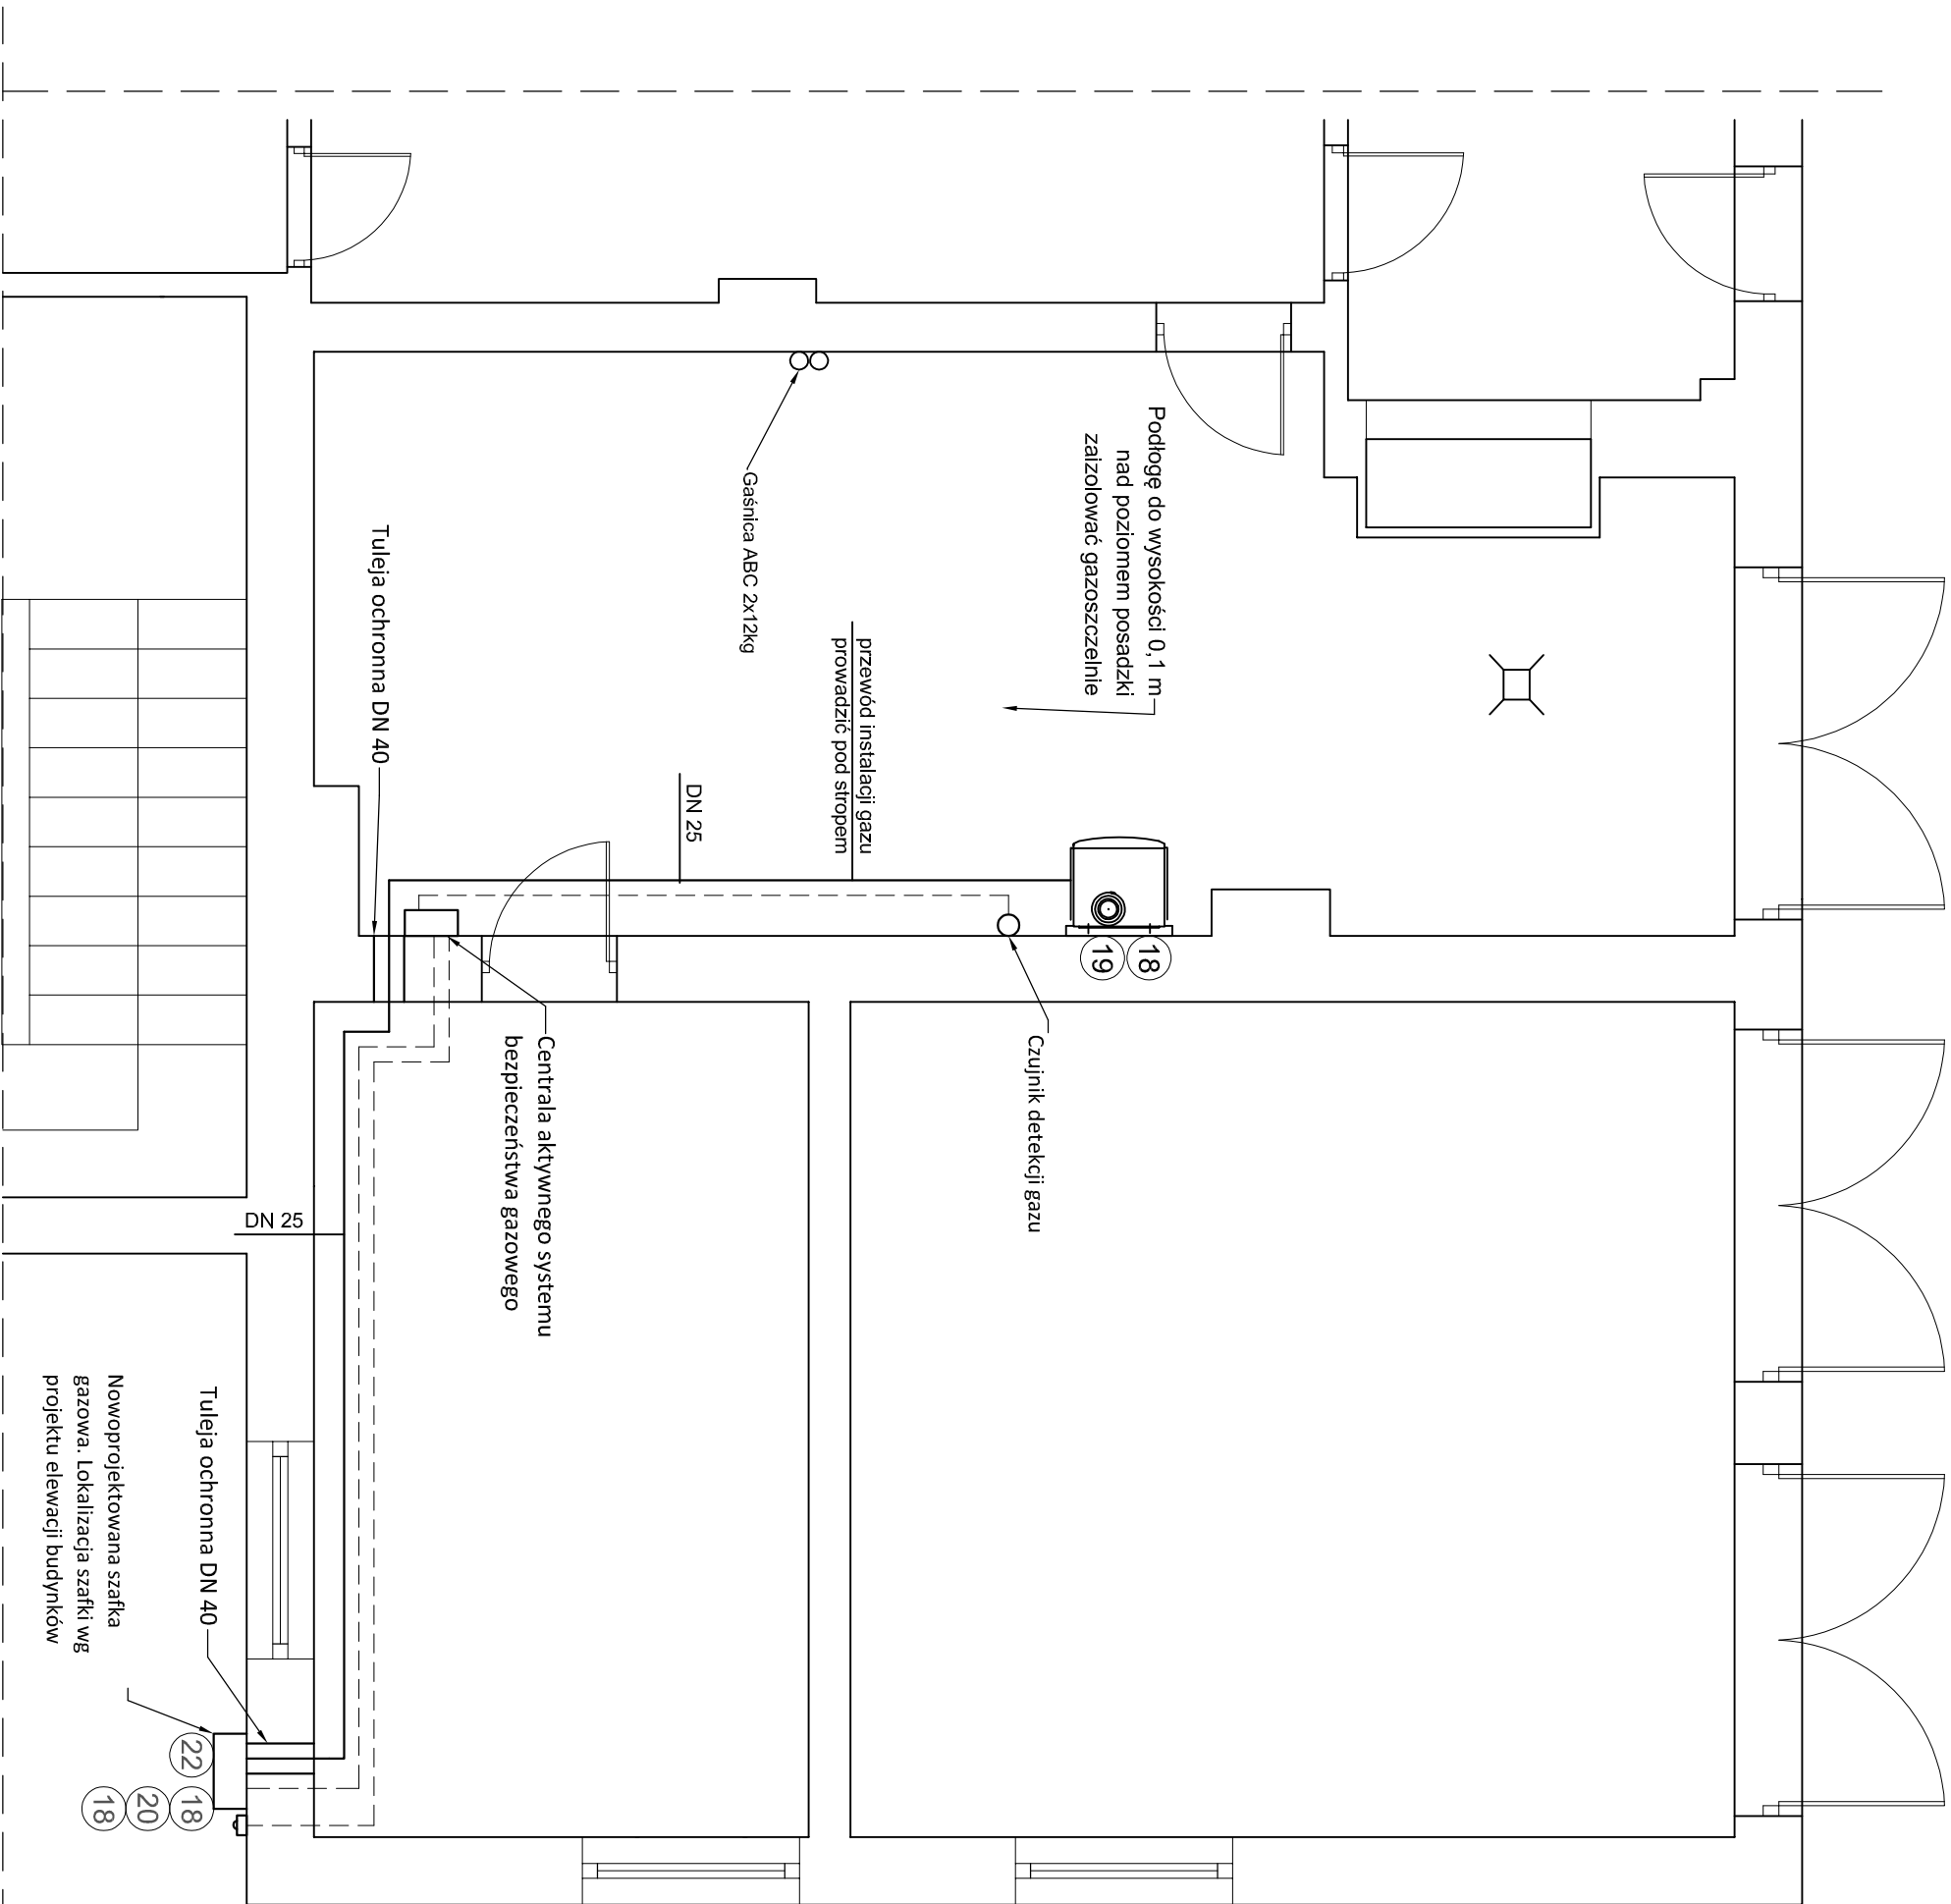 Podłogę do wysokości 0,1 m
nad poziomem posadzki
zaizolować gazoszczelnie
Gaśnica ABC 2x12kg
Tuleja ochronna DN 40
przewód instalacji gazu
prowadzić pod stropem
DN 25
18
19
Czujnik detekcji gazu
Centrala aktywnego systemu
bezpieczeństwa gazowego
DN 25
Tuleja ochronna DN 40
Nowoprojektowana szafka
gazowa. Lokalizacja szafki wg
projektu elewacji budynków
22
18
20
18